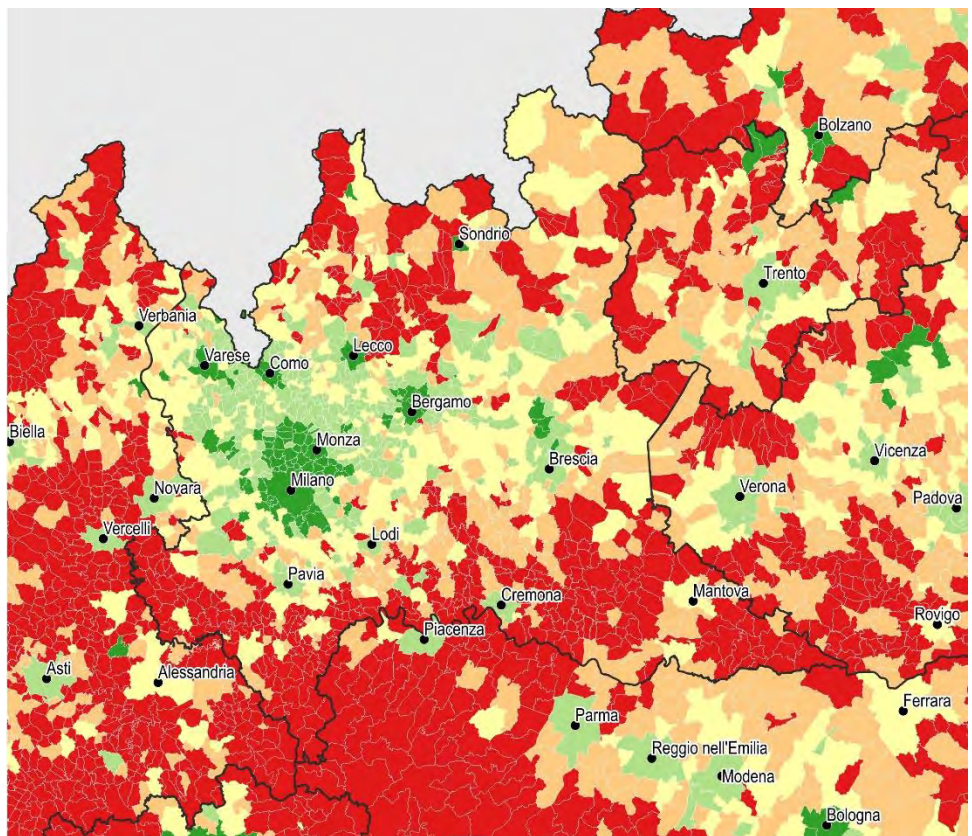 Bolzano
Sondrio
Trento
Verbania
Varese
Como
Lecco
Bergamo
Biella
Monza
Brescia
Vicenza
Milano
Novara
Verona
Padova
Vercelli
Lodi
Pavia
Cremona
Mantova
Rovigo
Piacenza
Asti
Alessandria
Ferrara
Parma
Reggio nell'Emilia
Modena
Bologna